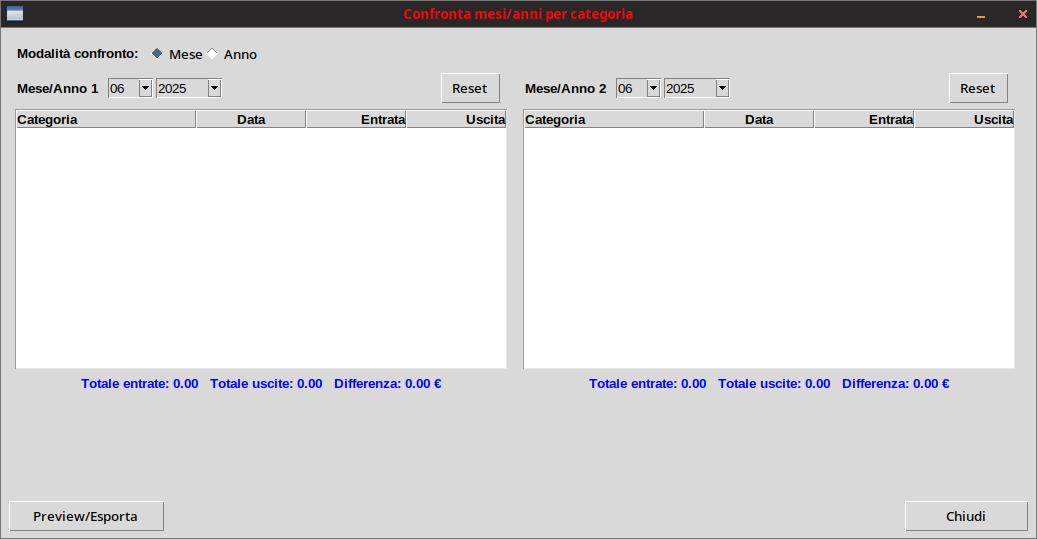 Confronta mesi/anni per categoria
Modalità confronto: Mese Anno
Mese/Anno 1 06 2025 Reset Mese/Anno 2 06 2025 Reset
Categoria Data Entrata Uscita Categoria Data Entrata Uscita
Totale entrate: 0.00 Totale uscite: 0.00 Differenza: 0.00 € Totale entrate: 0.00 Totale uscite: 0.00 Differenza: 0.00 €
Preview/Esporta Chiudi